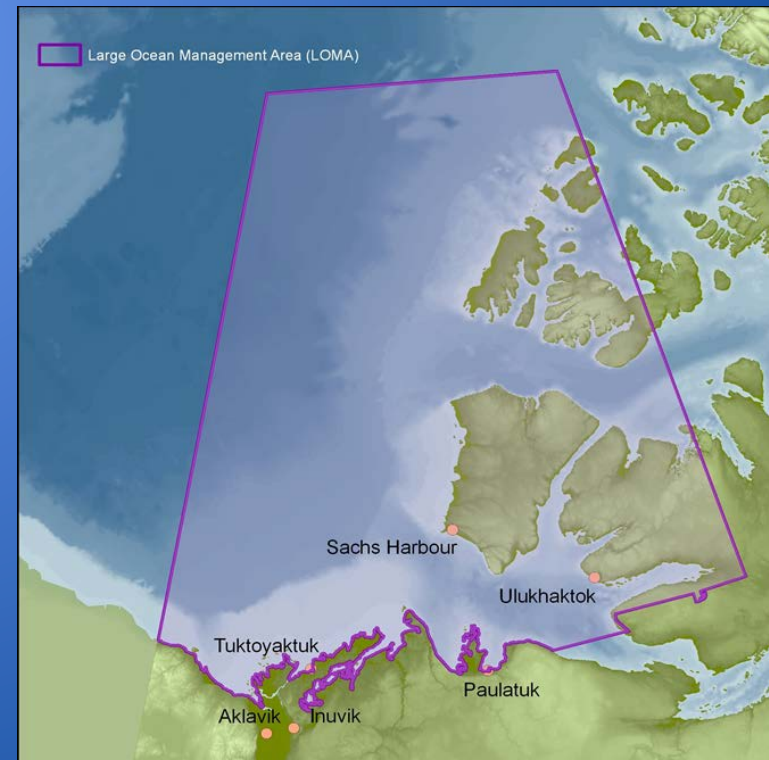 Large Ocean Management Area (LOMA)
Sachs Harbour
Ulukhaktok
Tuktoyaktuk
Paulatuk
Aklavik
Inuvik